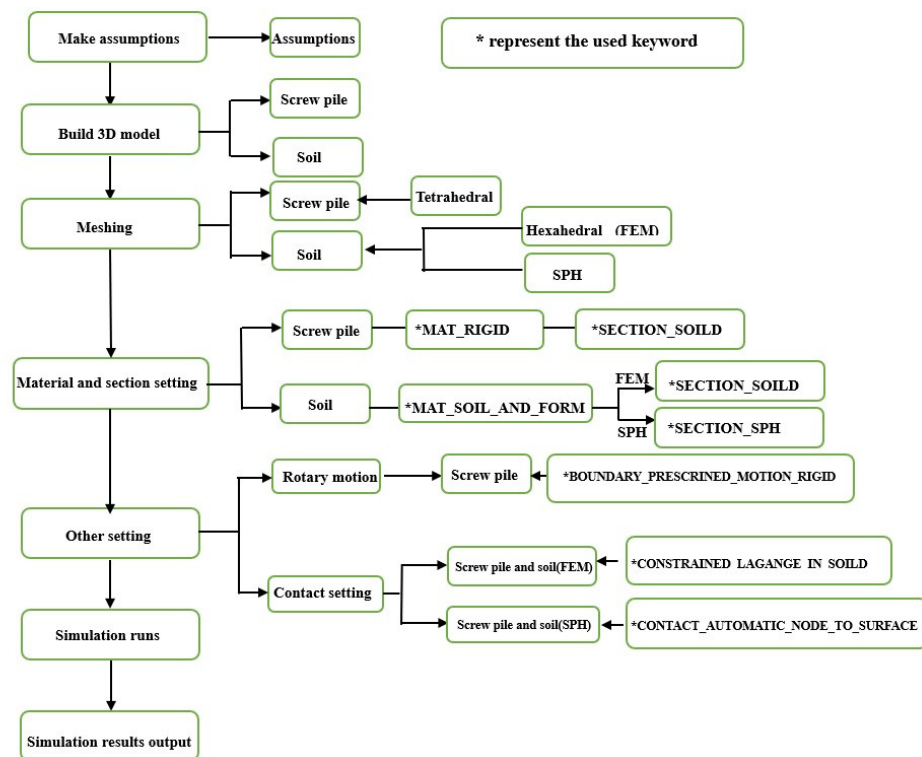 Make assumptions
Assumptions
* represent the used keyword
Build 3D model
Screw pile
Soil
Meshing
Screw pile
Tetrahedral
Soil
Hexahedral (FEM)
SPH
Material and section setting
Screw pile
*MAT_RIGID
*SECTION_SOILD
Soil
*MAT_SOIL_AND_FORM
FEM
*SECTION_SOILD
SPH
*SECTION_SPH
Other setting
Rotary motion
Screw pile
*BOUNDARY_PRESCRINED_MOTION_RIGID
Contact setting
Screw pile and soil(FEM)
*CONSTRAINED LAGANGE IN SOILD
Screw pile and soil(SPH)
*CONTACT_AUTOMATIC_NODE_TO_SURFACE
Simulation runs
Simulation results output